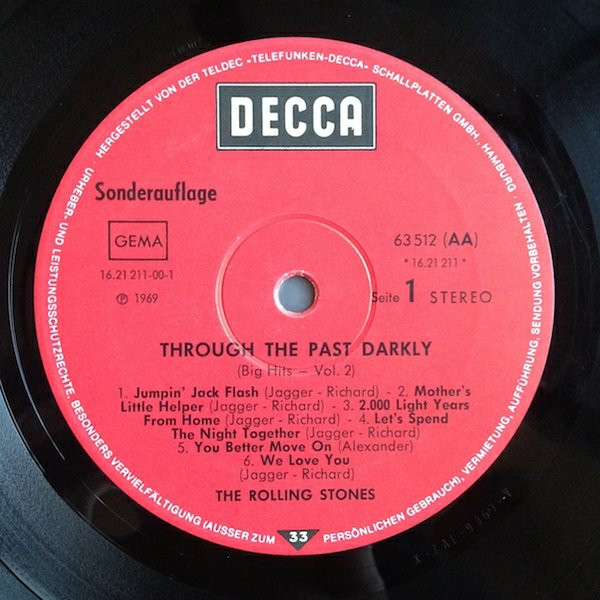 HERGESTELLT VON DER TELDEC »TELEFUNKEN-DECCA« SCHALLPLATTEN GMBH., HAMBURG
URHEBER- UND LEISTUNGSSCHUTZRECHTE, BESONDERS VERVIELFÄLTIGUNG (AUSSER ZUM PERSÖNLICHEN GEBRAUCH), VERMIETUNG, AUFFÜHRUNG, SENDUNG VORBEHALTEN.
DECCA
Sonderauflage
GEMA
63 512 (AA)
16.21 211-00-1
* 16.21 211 *
℗ 1969
Seite 1 STEREO
THROUGH THE PAST DARKLY
(Big Hits – Vol. 2)
1. Jumpin' Jack Flash (Jagger - Richard) - 2. Mother's
Little Helper (Jagger - Richard) - 3. 2.000 Light Years
From Home (Jagger - Richard) - 4. Let's Spend
The Night Together (Jagger - Richard)
5. You Better Move On (Alexander)
6. We Love You
(Jagger - Richard)
THE ROLLING STONES
33